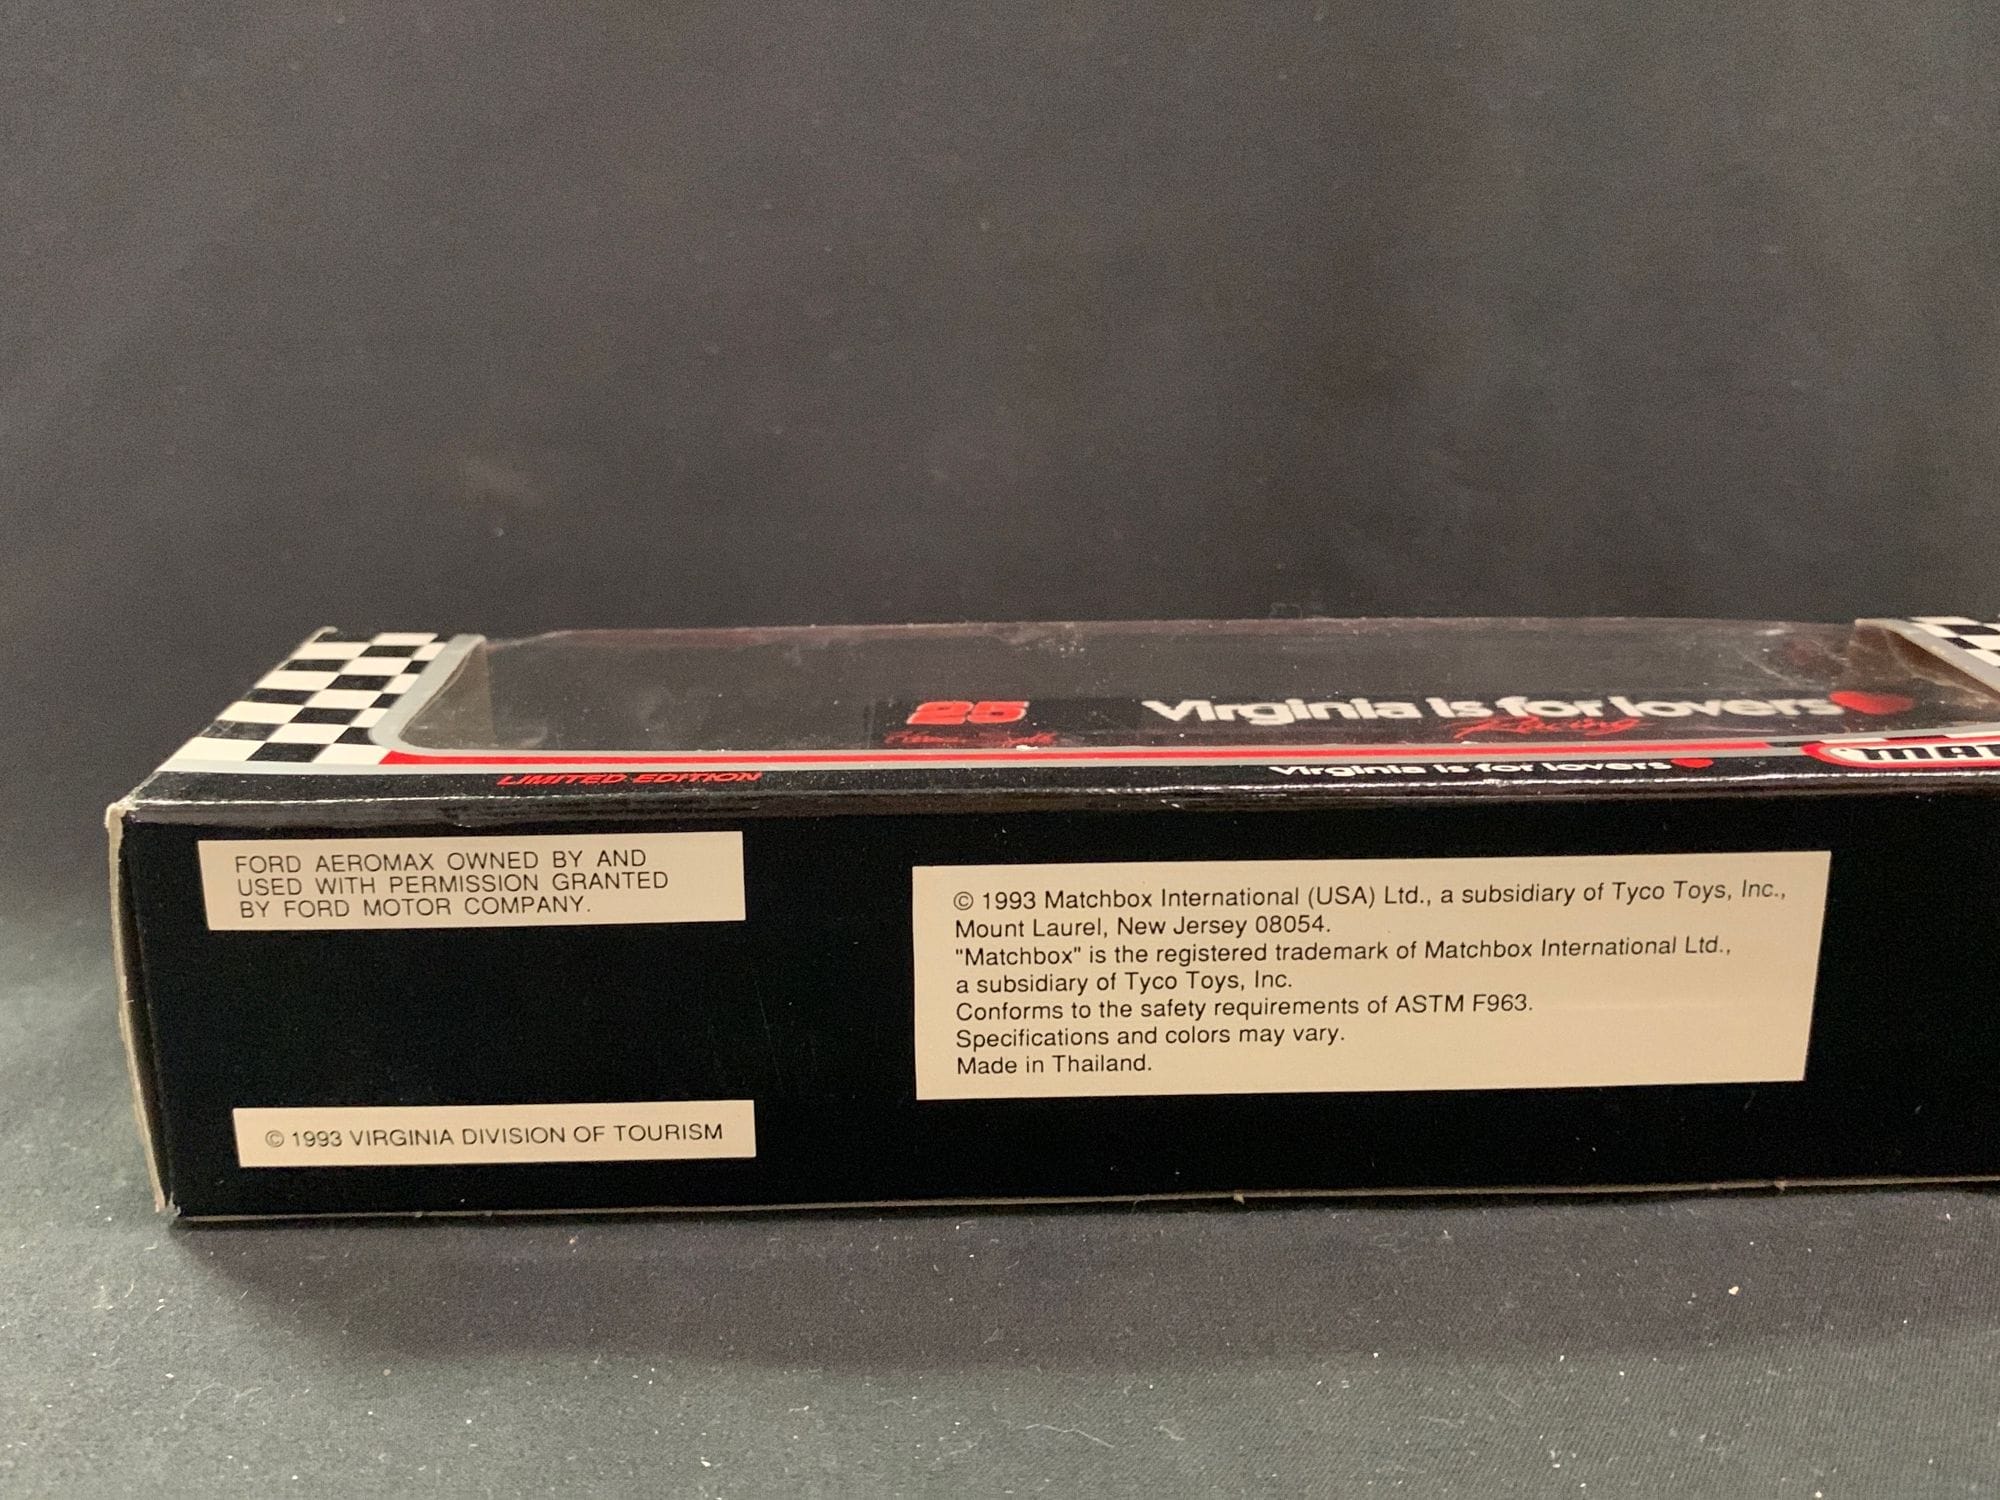 25
Virginia Is for lovers
Racing
LIMITED EDITION
Virginia is for lovers
FORD AEROMAX OWNED BY AND
USED WITH PERMISSION GRANTED
BY FORD MOTOR COMPANY.
© 1993 VIRGINIA DIVISION OF TOURISM
© 1993 Matchbox International (USA) Ltd., a subsidiary of Tyco Toys, Inc.,
Mount Laurel, New Jersey 08054.
"Matchbox" is the registered trademark of Matchbox International Ltd.,
a subsidiary of Tyco Toys, Inc.
Conforms to the safety requirements of ASTM F963.
Specifications and colors may vary.
Made in Thailand.